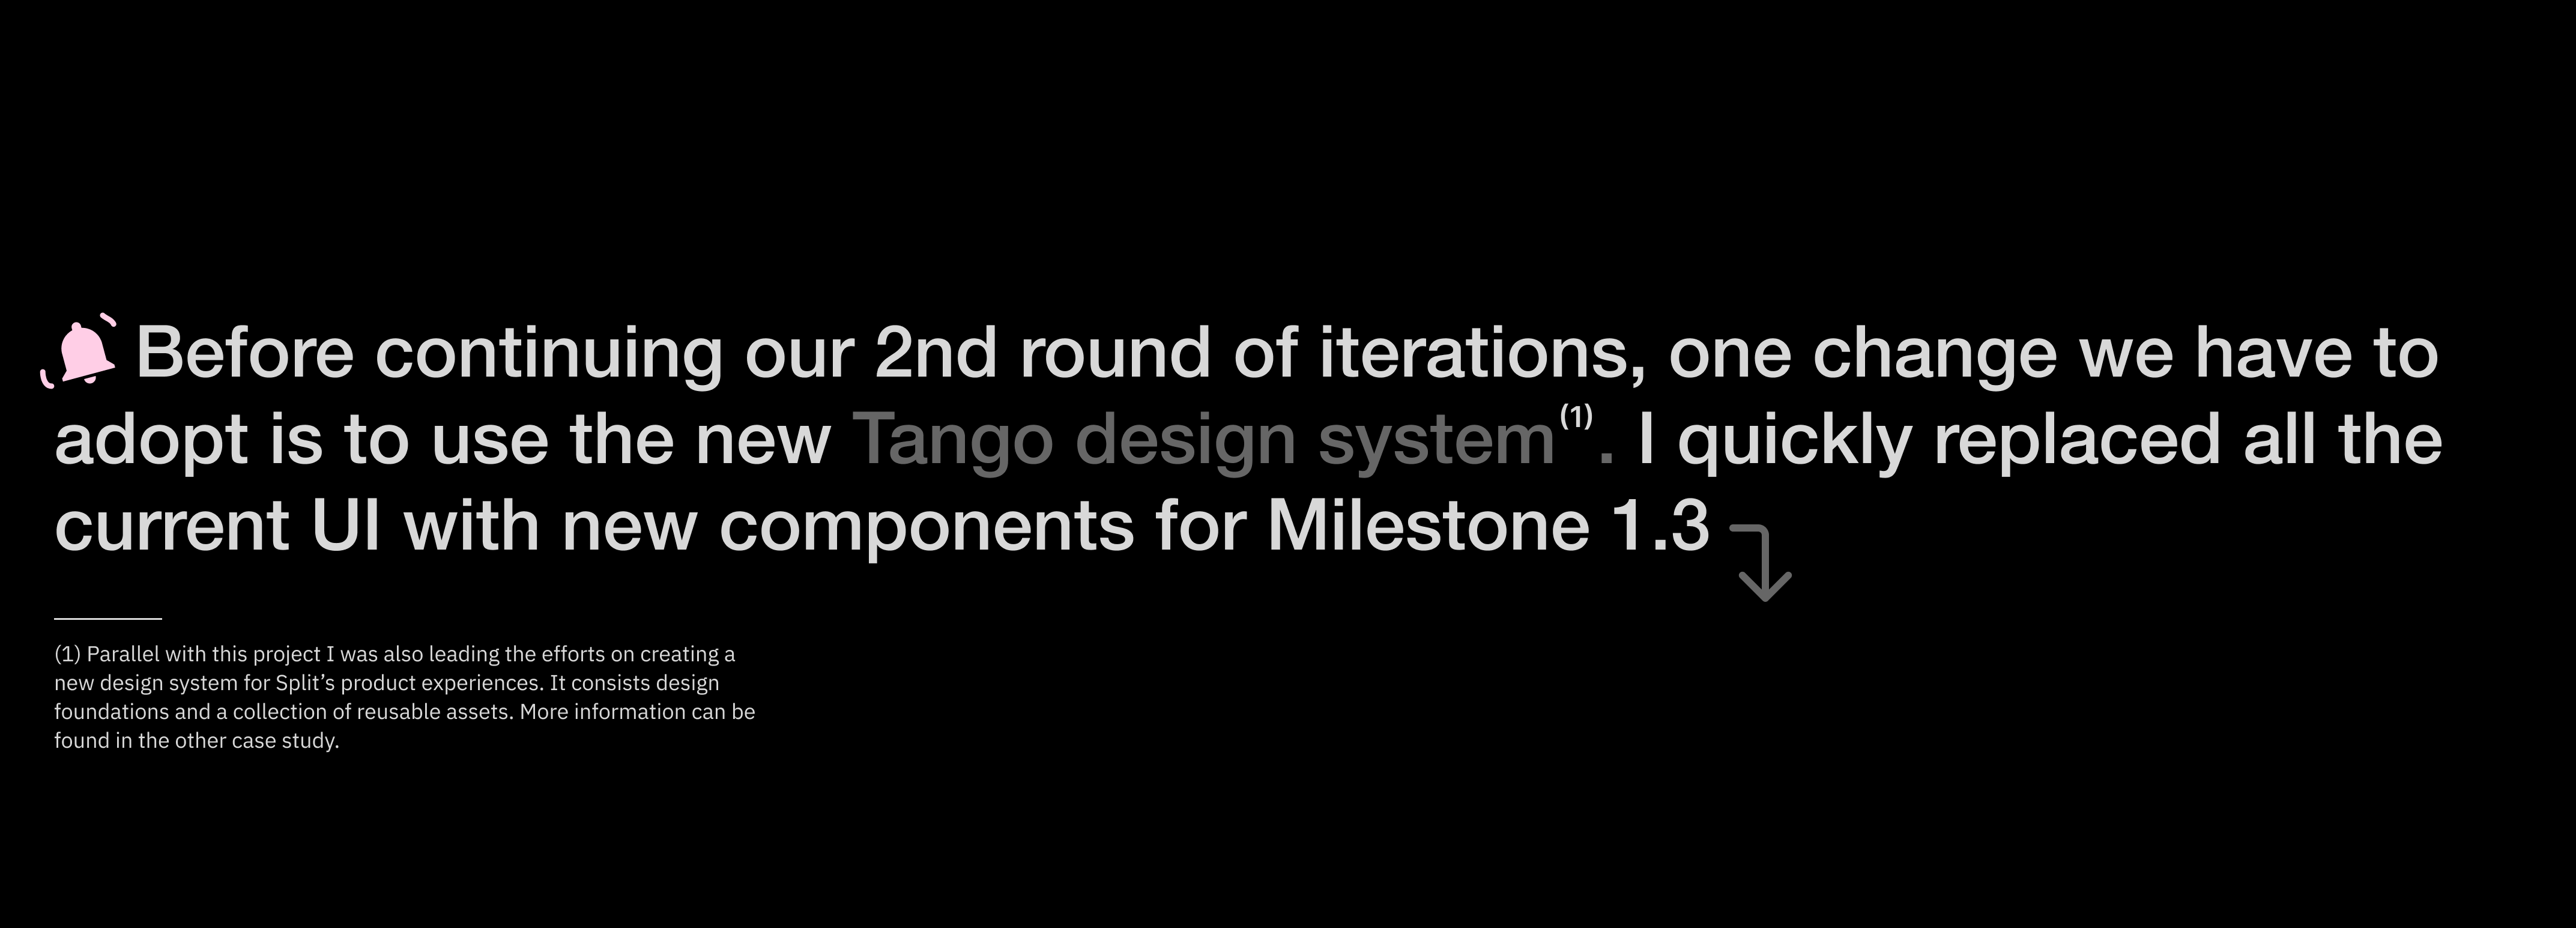 Before continuing our 2nd round of iterations, one change we have to
adopt is to use the new Tango design system(1). I quickly replaced all the
current UI with new components for Milestone 1.3
(1) Parallel with this project I was also leading the efforts on creating a
new design system for Split’s product experiences. It consists design
foundations and a collection of reusable assets. More information can be
found in the other case study.